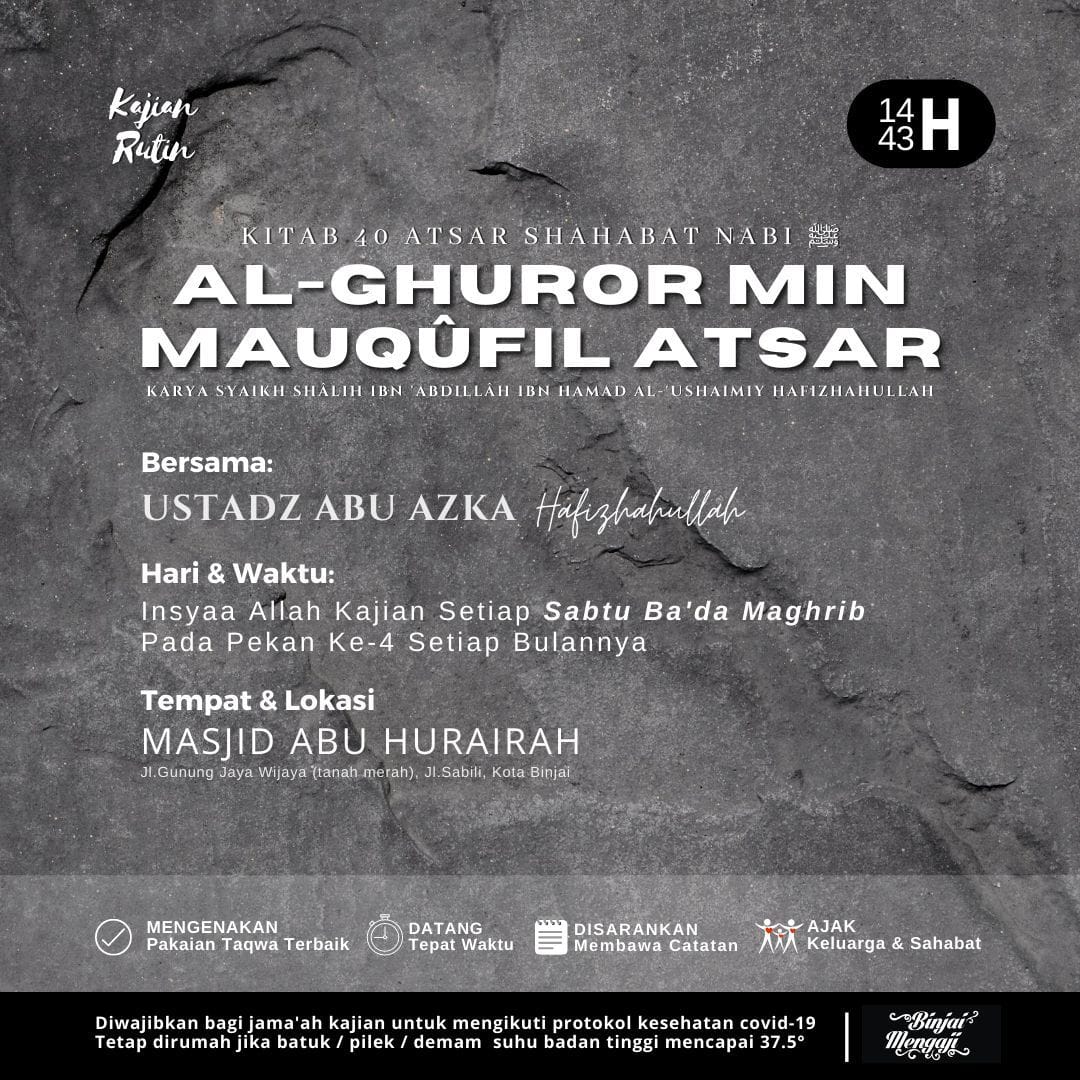 Kajian
Rutin
14
43 H
KITAB 40 ATSAR SHAHABAT NABI ﷺ
AL-GHUROR MIN
MAUQÛFIL ATSAR
KARYA SYAIKH SHÂLIH IBN 'ABDILLÂH IBN HAMAD AL-'USHAIMIY HAFIZHAHULLAH
Bersama:
USTADZ ABU AZKA Hafizhahullâh
Hari & Waktu:
Insyaa Allah Kajian Setiap Sabtu Ba'da Maghrib
Pada Pekan Ke-4 Setiap Bulannya
Tempat & Lokasi
MASJID ABU HURAIRAH
Jl.Gunung Jaya Wijaya (tanah merah), Jl.Sabili, Kota Binjai
MENGENAKAN
Pakaian Taqwa Terbaik
DATANG
Tepat Waktu
DISARANKAN
Membawa Catatan
AJAK
Keluarga & Sahabat
Diwajibkan bagi jama'ah kajian untuk mengikuti protokol kesehatan covid-19
Tetap dirumah jika batuk / pilek / demam suhu badan tinggi mencapai 37.5°
Binjai
Mengaji